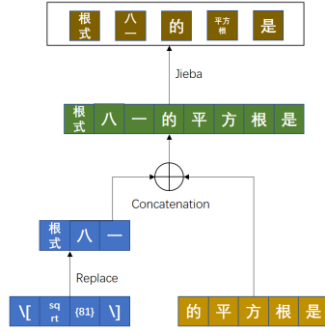 根式 八一 的 平方根 是
Jieba
根式 八 一 的 平 方 根 是
Concatenation
根式 八 一
Replace
\[ sqrt {81} \] 的 平 方 根 是